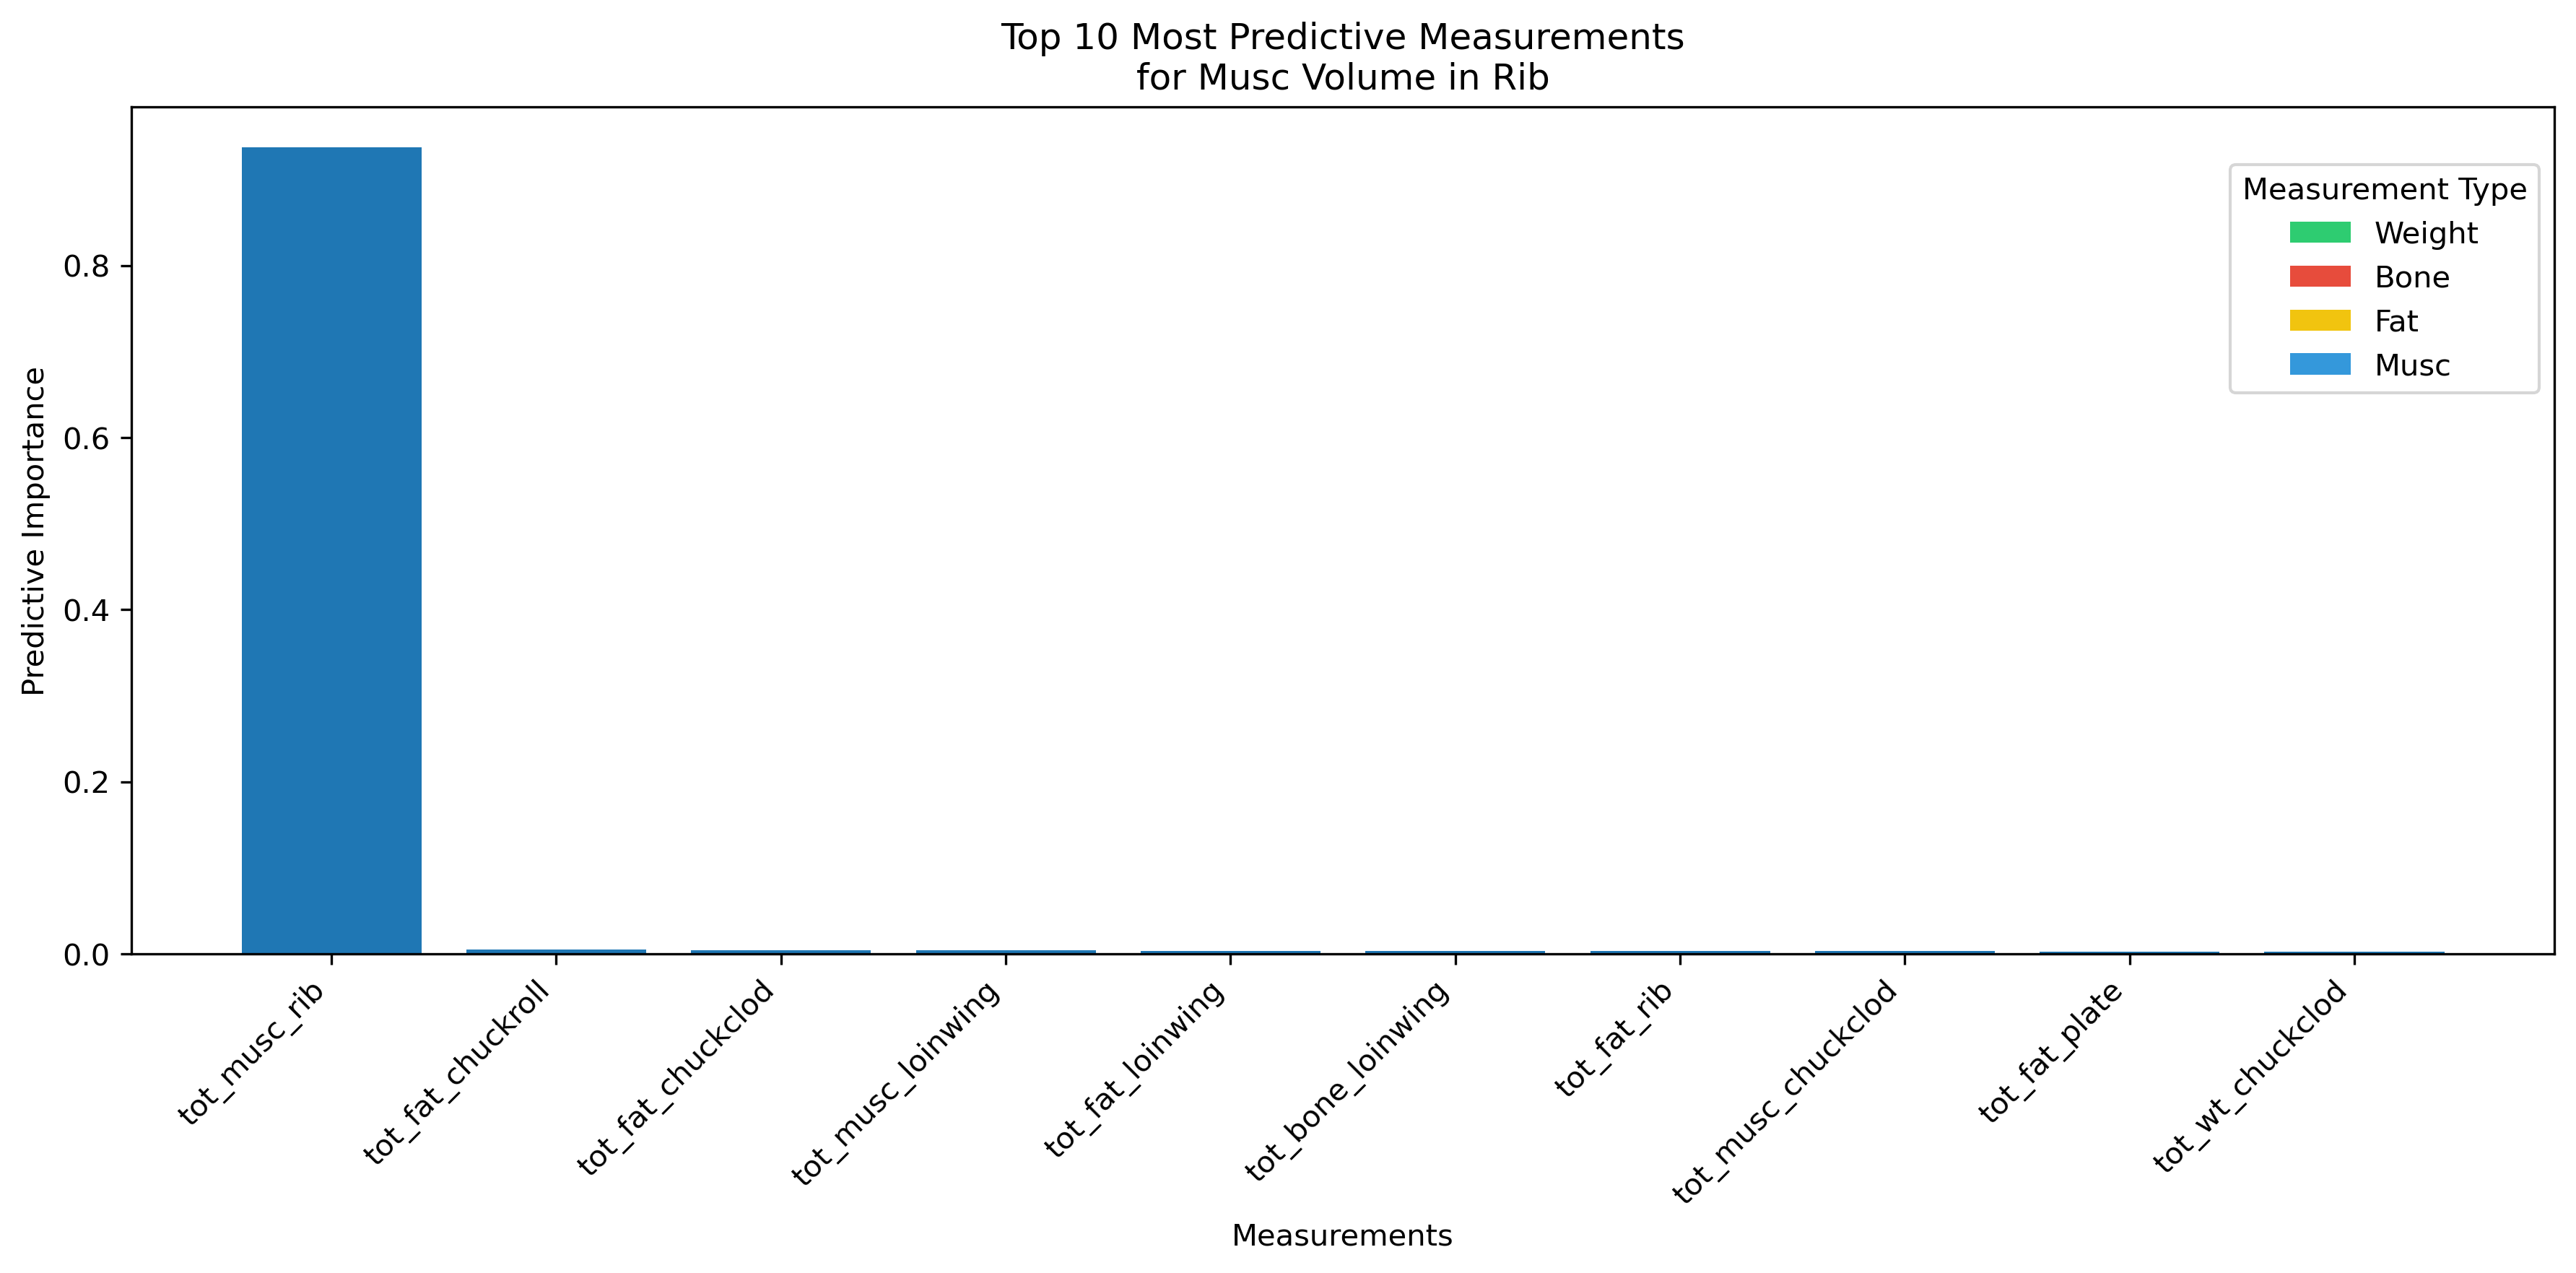 Top 10 Most Predictive Measurements
for Musc Volume in Rib
Predictive Importance
0.8
0.6
0.4
0.2
0.0
Measurement Type
Weight
Bone
Fat
Musc
tot_musc_rib
tot_fat_chuckroll
tot_fat_chuckclod
tot_musc_loinwing
tot_fat_loinwing
tot_bone_loinwing
tot_fat_rib
tot_musc_chuckclod
tot_fat_plate
tot_wt_chuckclod
Measurements